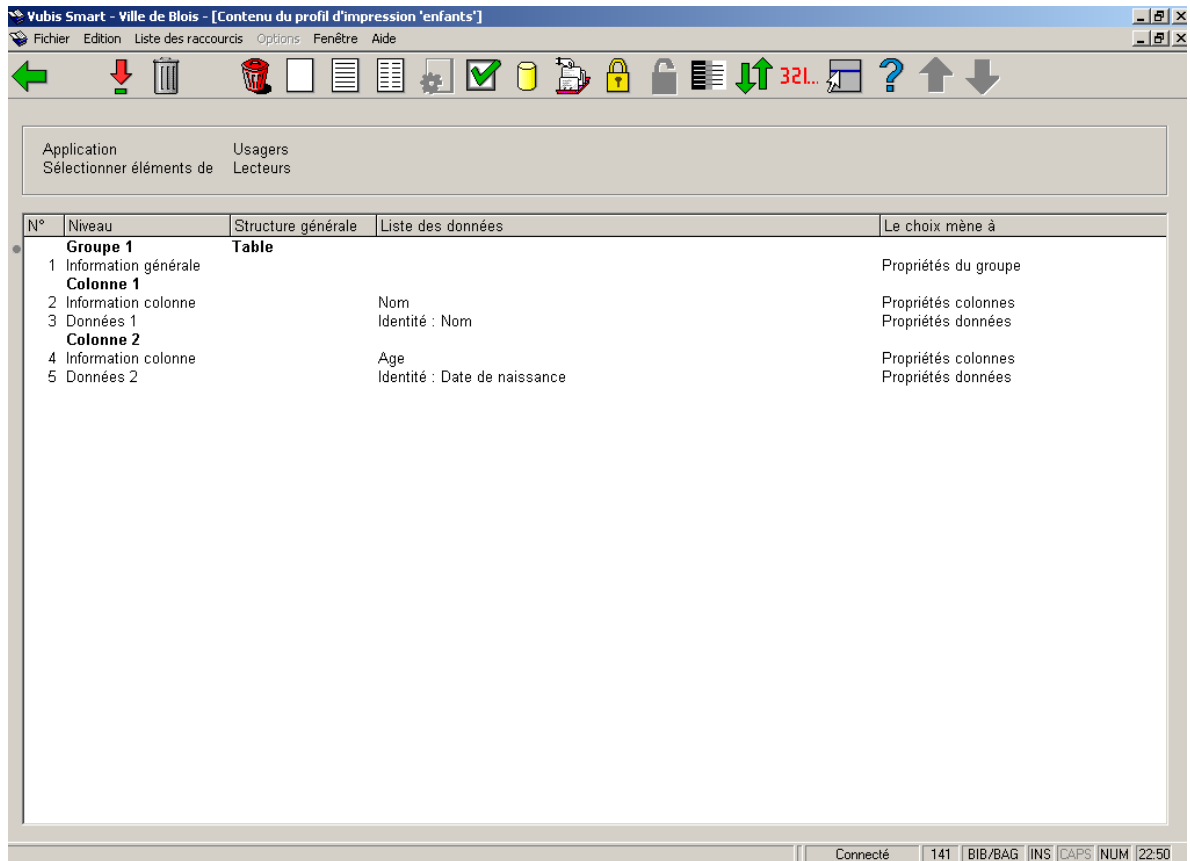 Vubis Smart - Ville de Blois - [Contenu du profil d'impression 'enfants']
Fichier Edition Liste des raccourcis Options Fenêtre Aide
321...
Application Usagers
Sélectionner éléments de Lecteurs
N° Niveau Structure générale Liste des données Le choix mène à
Groupe 1 Table
1 Information générale Propriétés du groupe
Colonne 1
2 Information colonne Nom Propriétés colonnes
3 Données 1 Identité : Nom Propriétés données
Colonne 2
4 Information colonne Age Propriétés colonnes
5 Données 2 Identité : Date de naissance Propriétés données
Connecté 141 BIB/BAG INS CAPS NUM 22:50